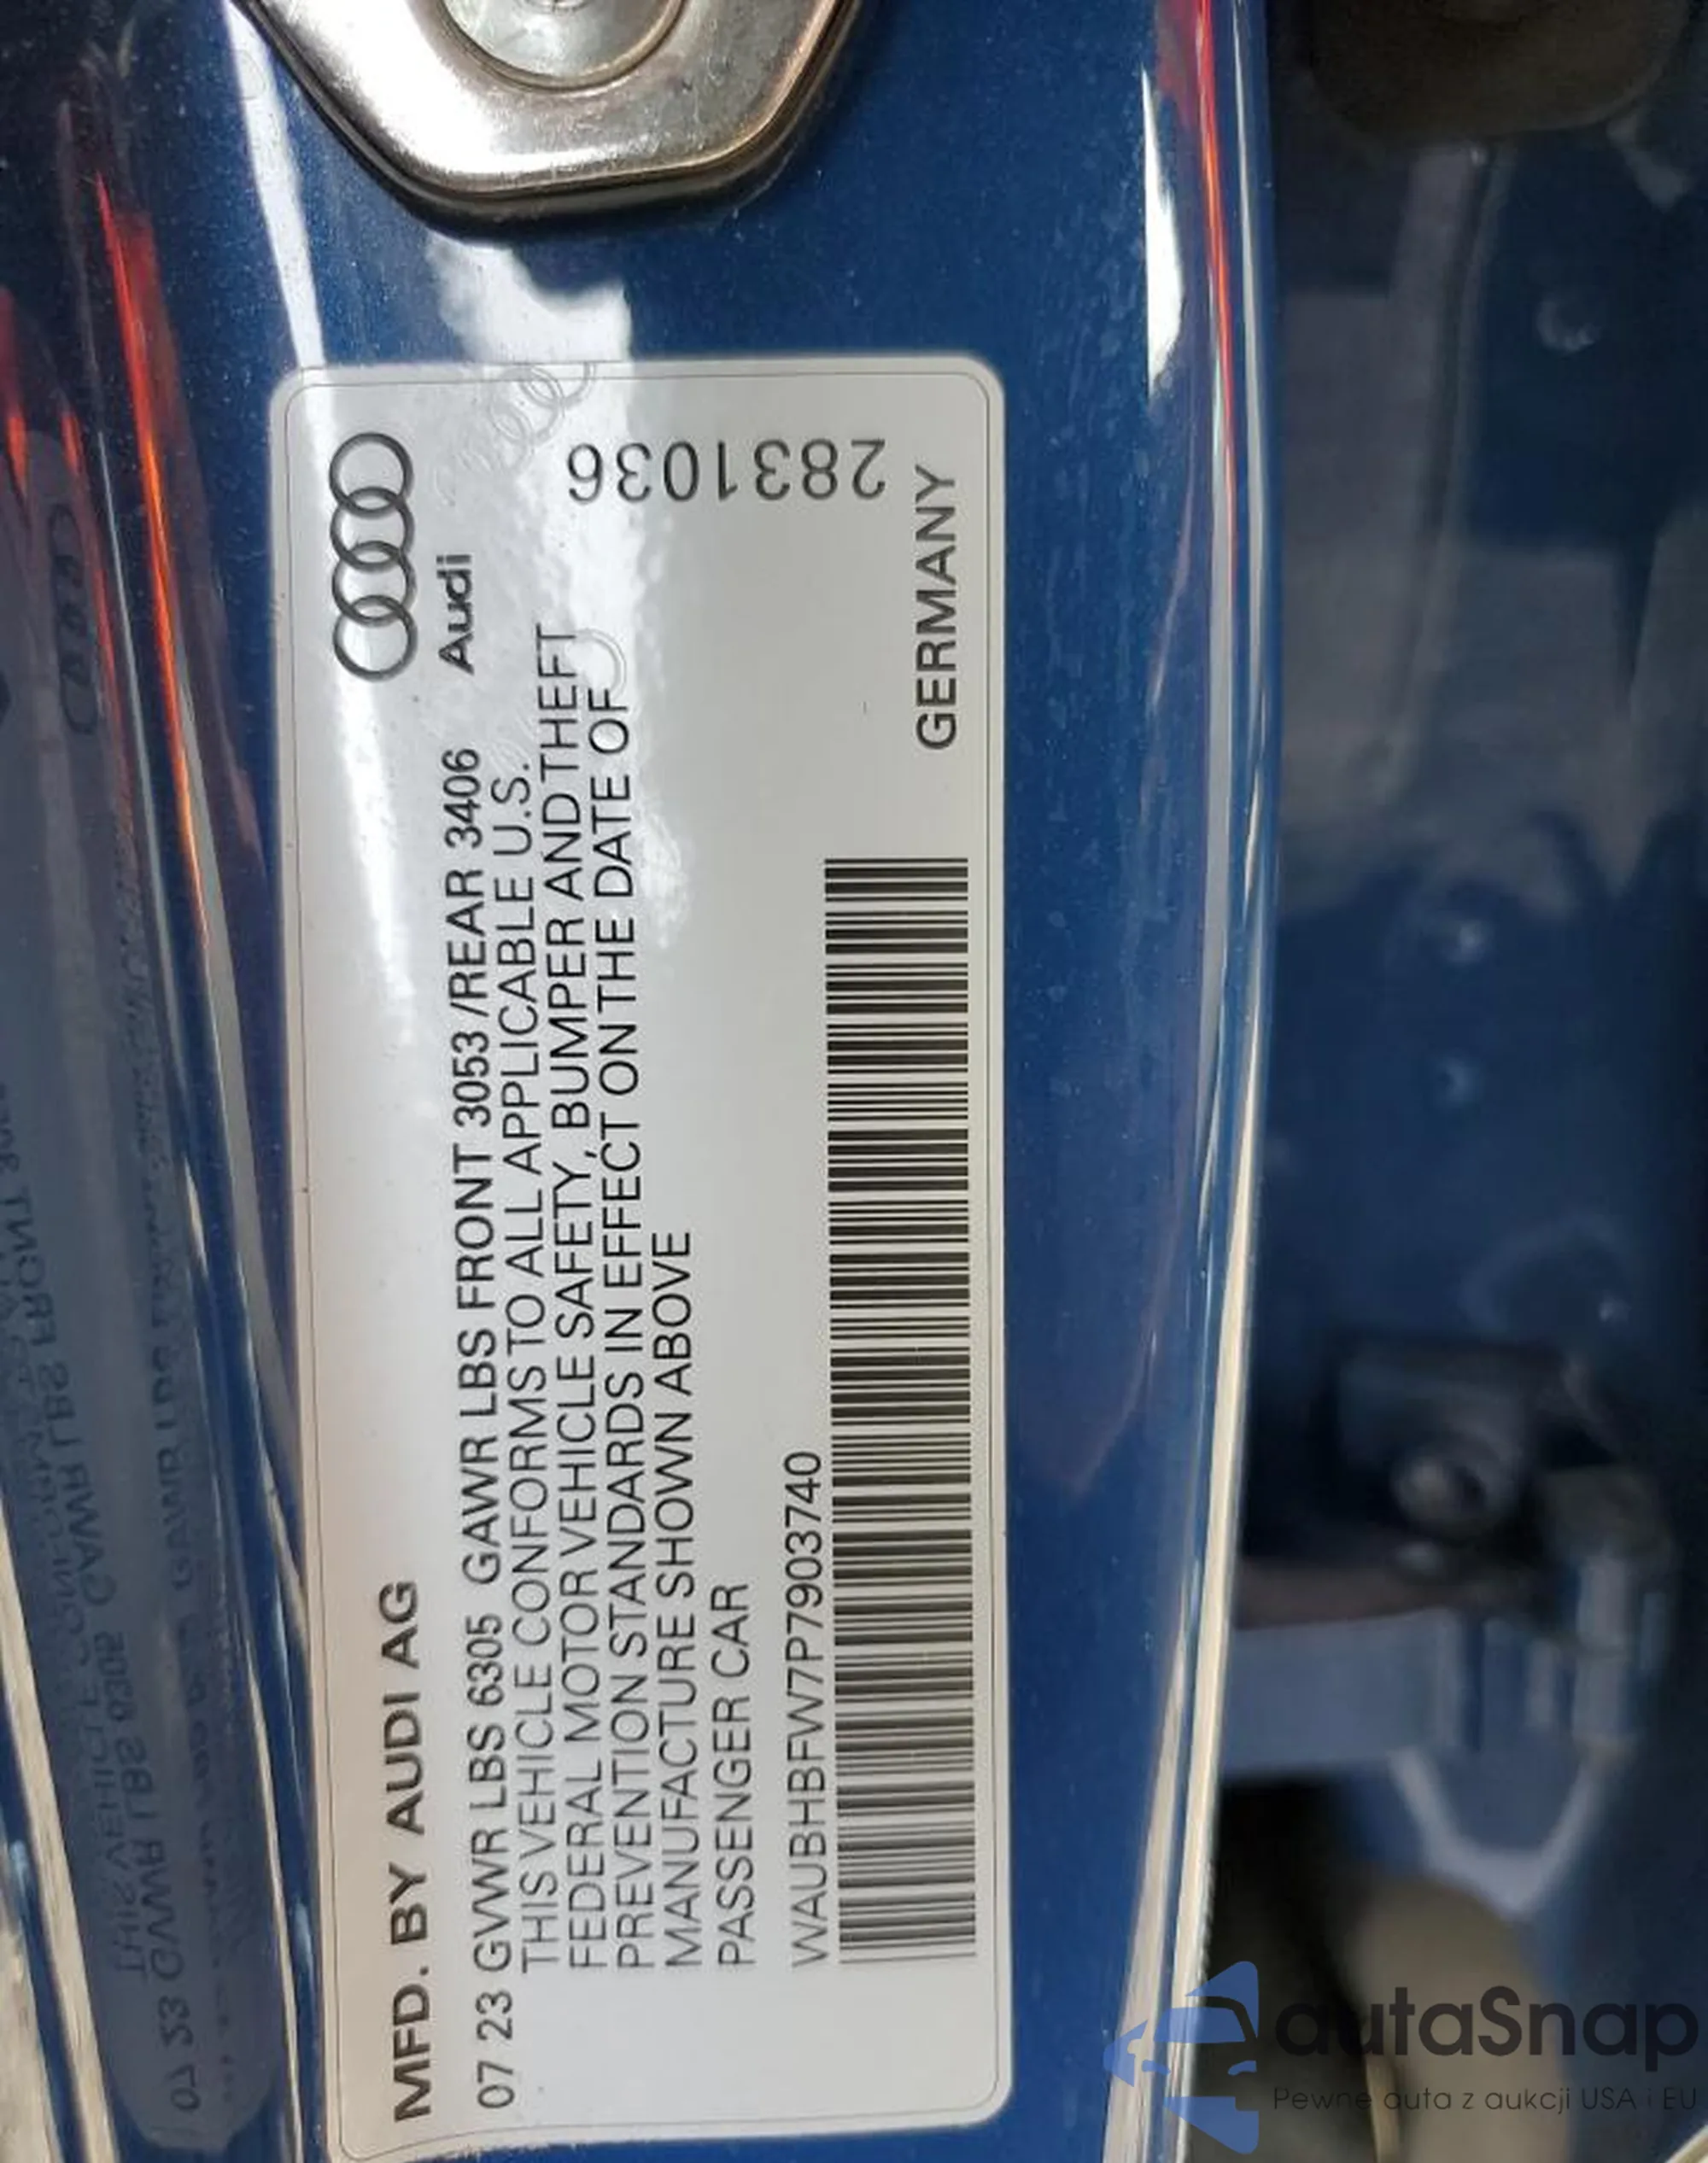 MFD. BY AUDI AG
Audi
07 23 GVWR LBS 6305 GAWR LBS FRONT 3053 /REAR 3406
THIS VEHICLE CONFORMS TO ALL APPLICABLE U.S.
FEDERAL MOTOR VEHICLE SAFETY, BUMPER AND THEFT
PREVENTION STANDARDS IN EFFECT ON THE DATE OF
MANUFACTURE SHOWN ABOVE
PASSENGER CAR
2831036
WAUBHBFW7P7903740
GERMANY
autaSnap
Pewne auta z aukcji USA i EU